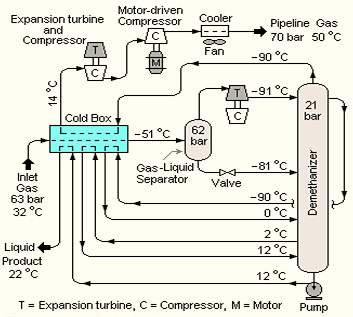 Expansion turbine
and
Compressor
Motor-driven
Compressor
Cooler
Pipeline Gas
70 bar 50 °C
T
C
C
M
Fan
14 °C
−90 °C
T
C
−91 °C
21
bar
Cold Box
−51 °C
62
bar
Gas-Liquid
Separator
Valve
−81 °C
Demethanizer
Inlet
Gas
63 bar
32 °C
−90 °C
0 °C
2 °C
12 °C
Liquid
Product
22 °C
12 °C
Pump
T = Expansion turbine, C = Compressor, M = Motor